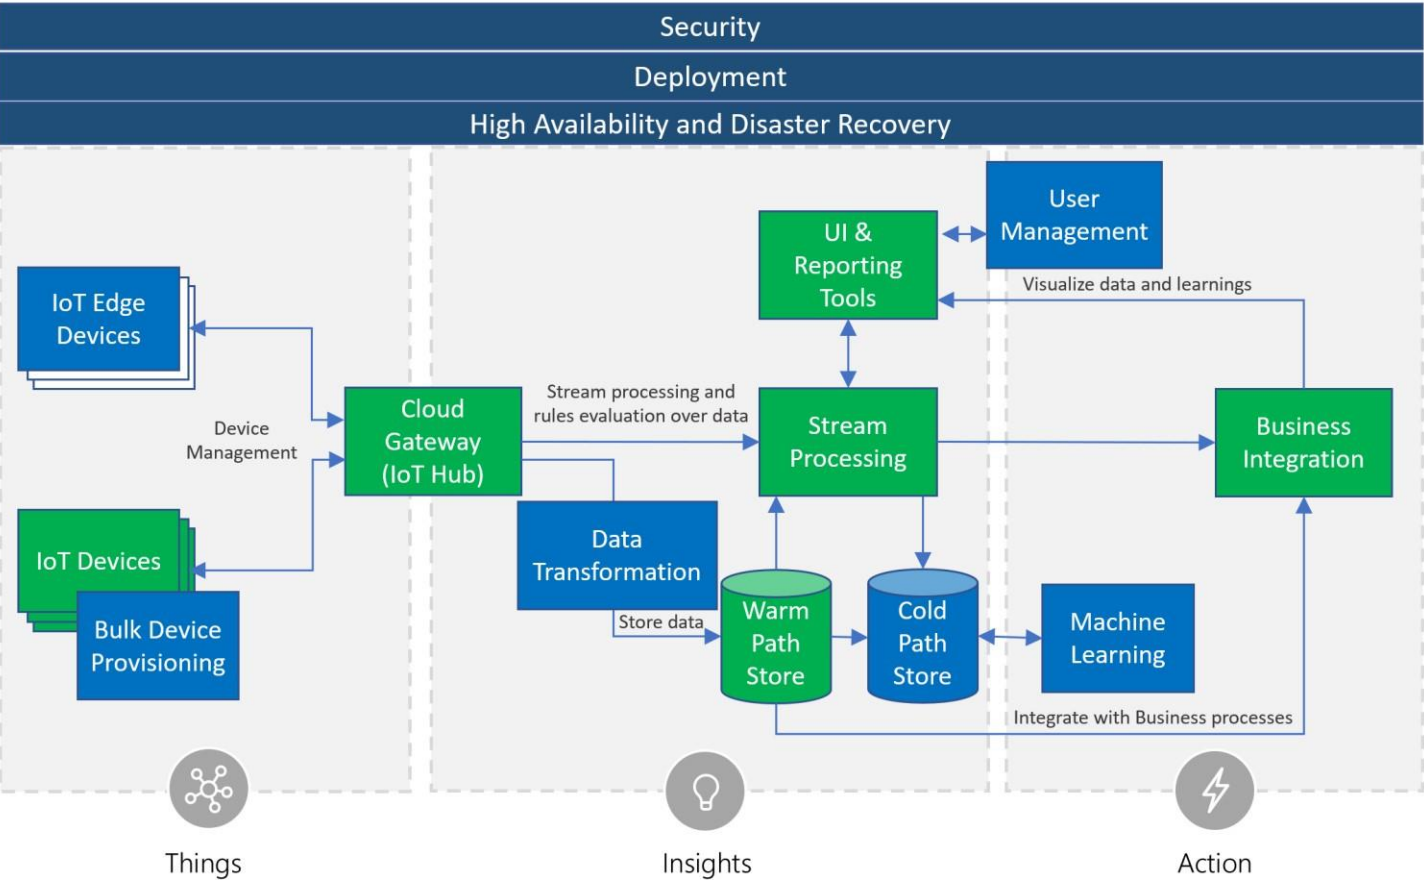 Security
Deployment
High Availability and Disaster Recovery
IoT Edge
Devices
Device
Management
IoT Devices
Bulk Device
Provisioning
Cloud
Gateway
(IoT Hub)
Stream processing and
rules evaluation over data
Data
Transformation
Store data
UI &
Reporting
Tools
Stream
Processing
Warm
Path
Store
Cold
Path
Store
User
Management
Visualize data and learnings
Business
Integration
Machine
Learning
Integrate with Business processes
Things
Insights
Action